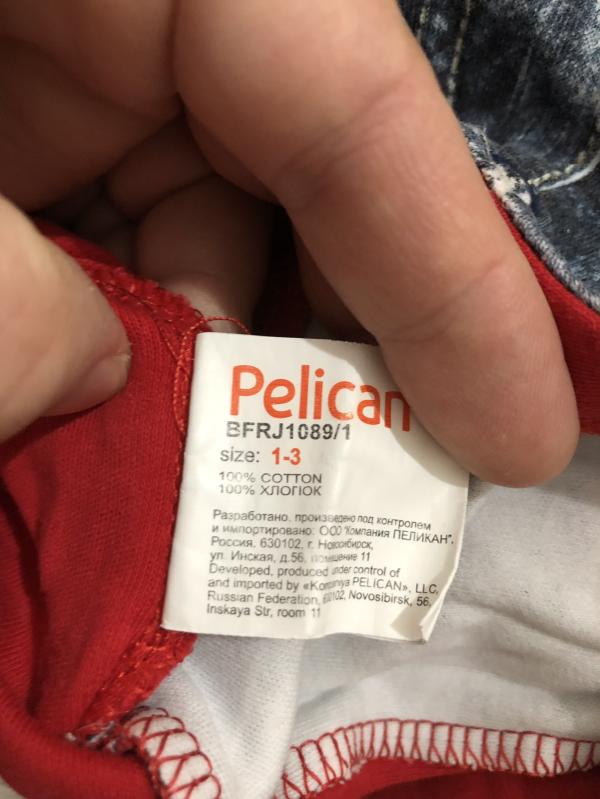 Pelican
BFRJ1089/1
size: 1-3
100% COTTON
100% ХЛОПОК
Разработано, произведено под контролем
и импортировано: ООО "Компания ПЕЛИКАН".
Россия, 630102, г. Новосибирск,
ул. Инская, д.56, помещение 11
Developed, produced under control of
and imported by «Kompaniya PELICAN», LLC,
Russian Federation, 630102, Novosibirsk, 56,
Inskaya Str, room 11